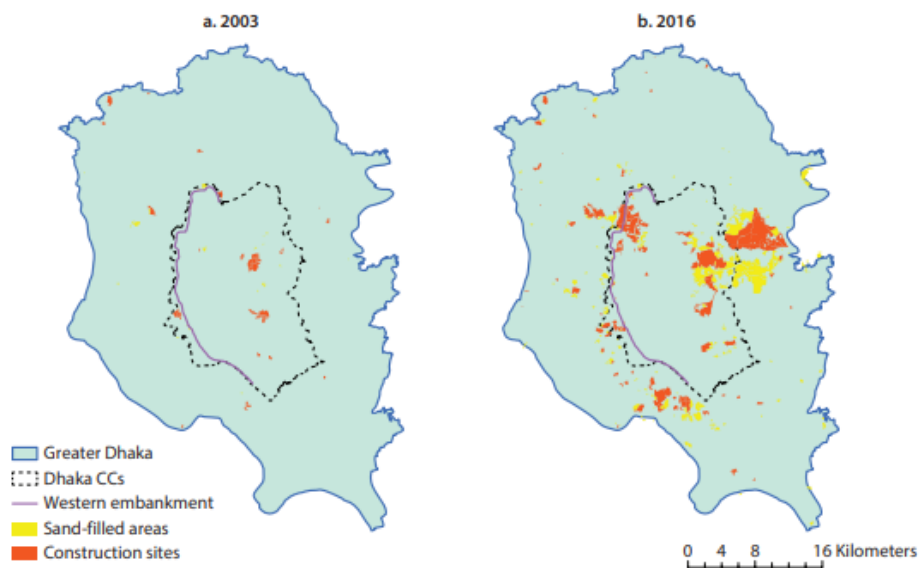 a. 2003
b. 2016
Greater Dhaka
Dhaka CCs
Western embankment
Sand-filled areas
Construction sites
0 4 8 16 Kilometers